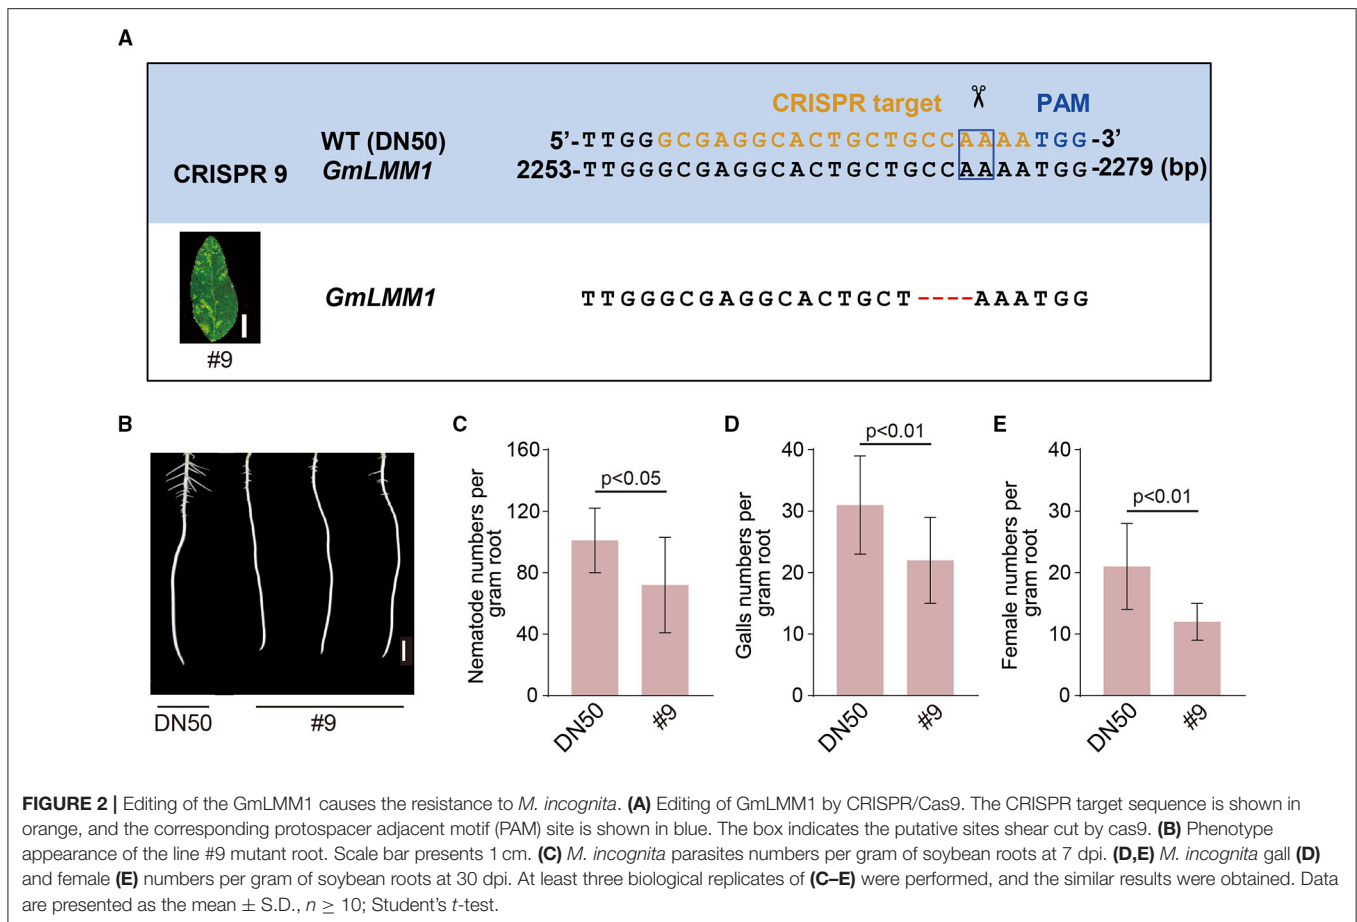 A
CRISPR target PAM
WT (DN50) 5’-TTGGGCGAGGCACTGCTGCCAAAATGG-3’
CRISPR 9 GmLMM1 2253-TTGGGCGAGGCACTGCTGCCAAAATGG-2279 (bp)
GmLMM1 TTGGGCGAGGCACTGCT----AAATGG
#9
B
DN50 #9
C
Nematode numbers per
gram root
160
120
80
40
0
p<0.05
DN50 #9
D
Galls numbers per
gram root
40
30
20
10
0
p<0.01
DN50 #9
E
Female numbers per
gram root
40
30
20
10
0
p<0.01
DN50 #9
FIGURE 2 | Editing of the GmLMM1 causes the resistance to M. incognita. (A) Editing of GmLMM1 by CRISPR/Cas9. The CRISPR target sequence is shown in
orange, and the corresponding protospacer adjacent motif (PAM) site is shown in blue. The box indicates the putative sites shear cut by cas9. (B) Phenotype
appearance of the line #9 mutant root. Scale bar presents 1 cm. (C) M. incognita parasites numbers per gram of soybean roots at 7 dpi. (D,E) M. incognita gall (D)
and female (E) numbers per gram of soybean roots at 30 dpi. At least three biological replicates of (C–E) were performed, and the similar results were obtained. Data
are presented as the mean ± S.D., n ≥ 10; Student’s t-test.